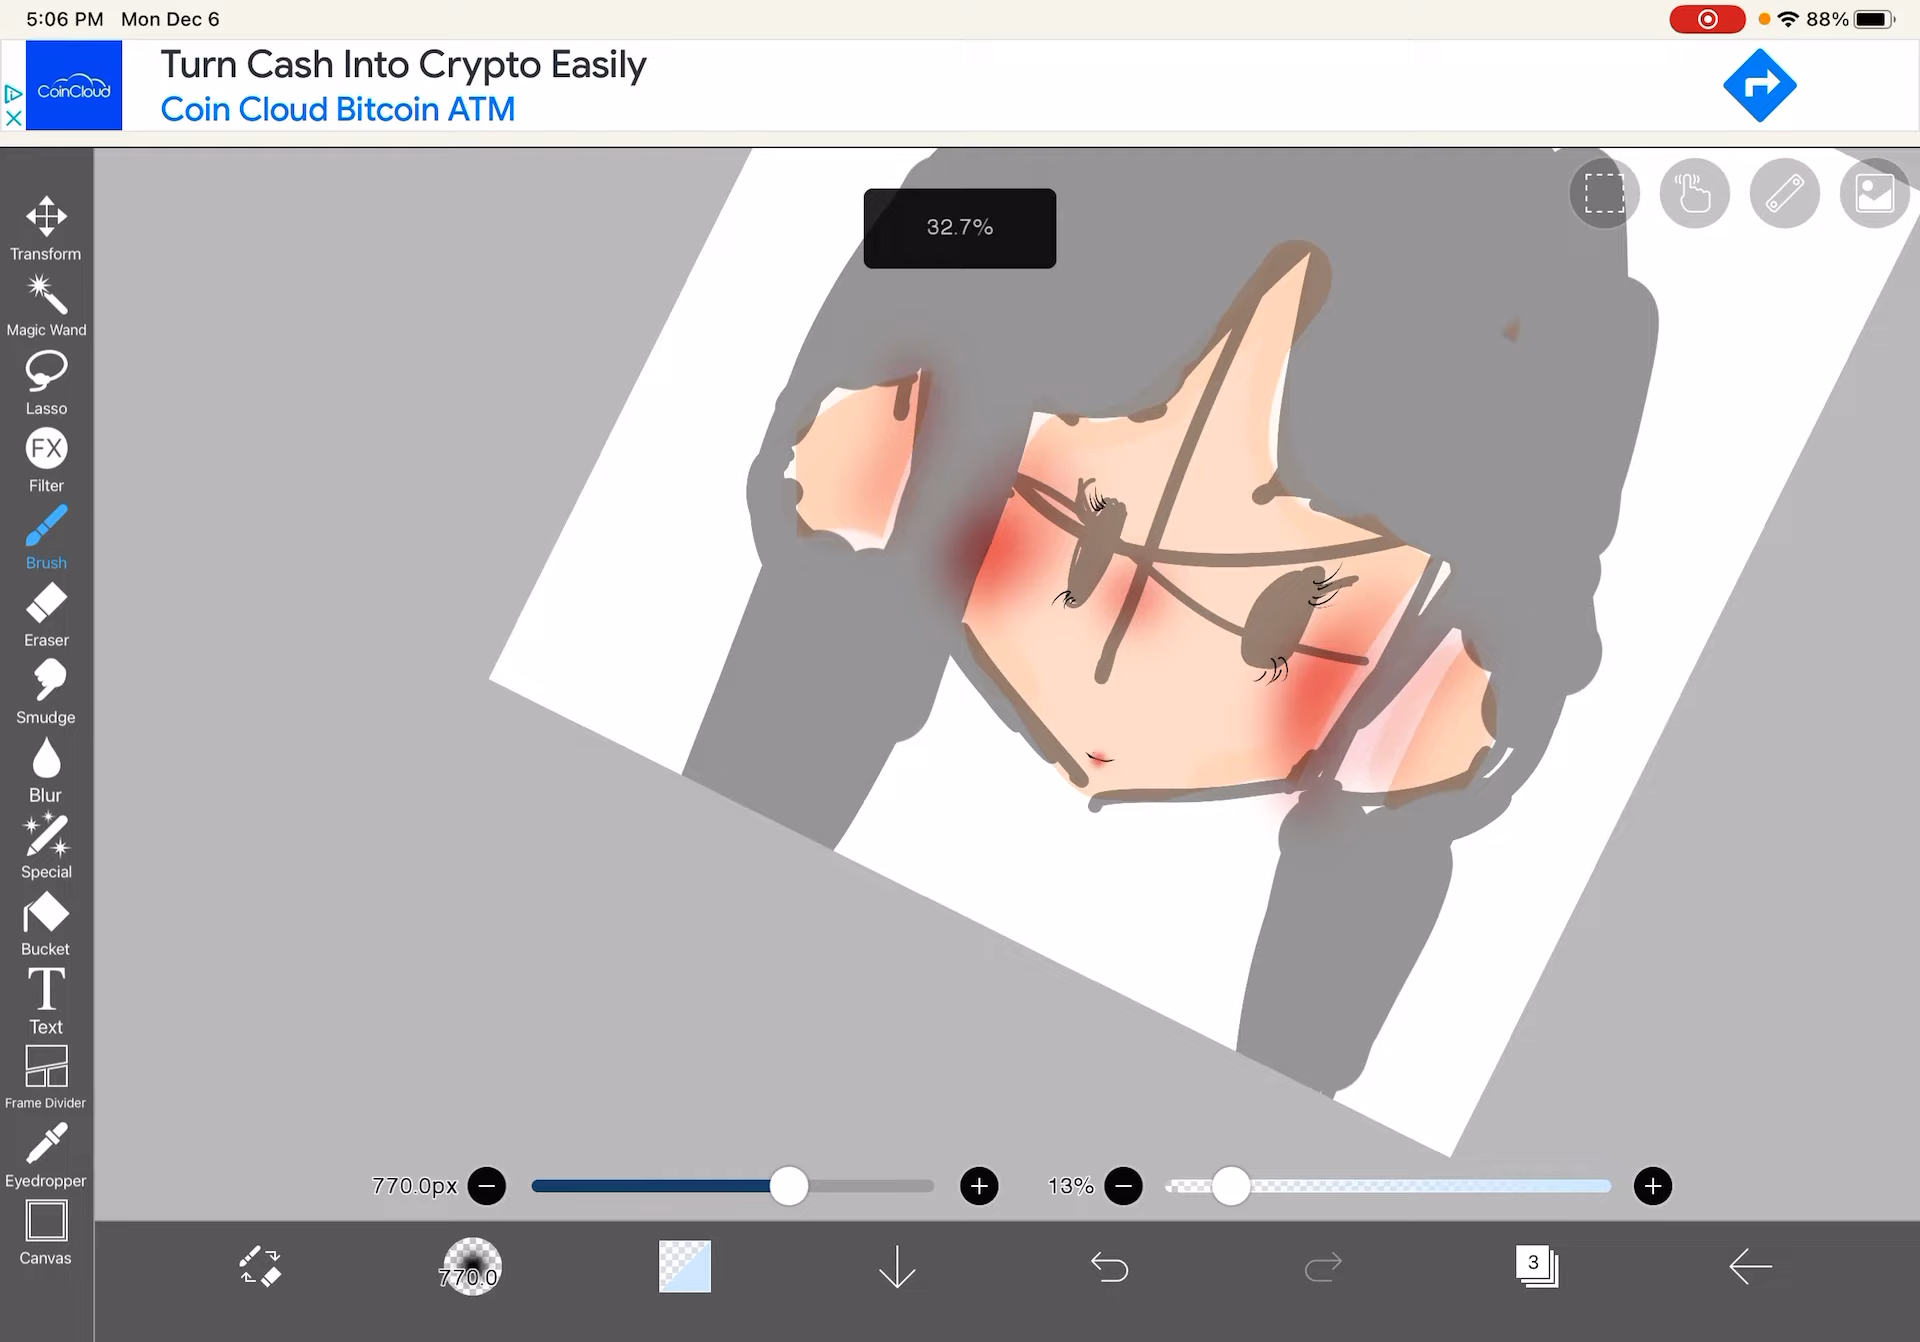 5:06 PM Mon Dec 6
88%
CoinCloud
Turn Cash Into Crypto Easily
Coin Cloud Bitcoin ATM
32.7%
Transform
Magic Wand
Lasso
FX
Filter
Brush
Eraser
Smudge
Blur
Special
Bucket
T
Text
Frame Divider
Eyedropper
Canvas
770.0px
13%
770.0
3